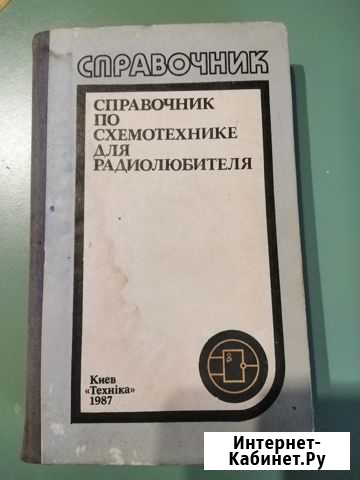 СПРАВОЧНИК
СПРАВОЧНИК
ПО
СХЕМОТЕХНИКЕ
ДЛЯ
РАДИОЛЮБИТЕЛЯ
Киев
«Техніка»
1987
Интернет-
Кабинет.Ру